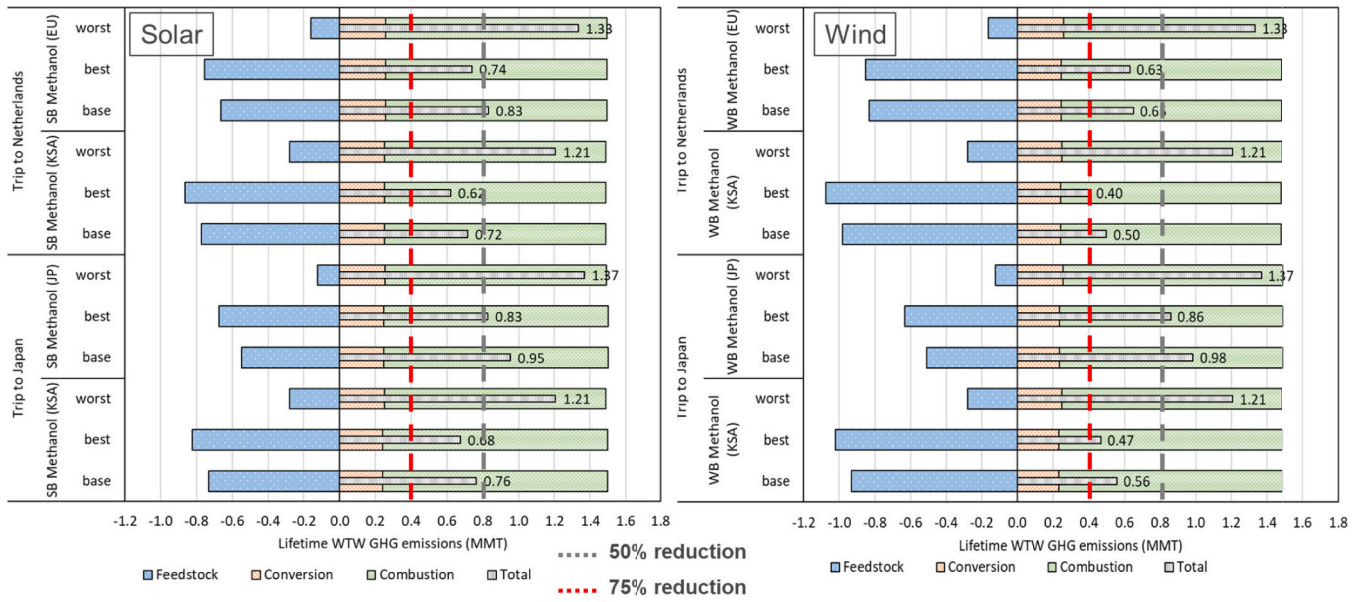 Solar
Trip to Netherlands
SB Methanol (EU)
worst
1.33
best
0.74
base
0.83
SB Methanol (KSA)
worst
1.21
best
0.62
base
0.72
Trip to Japan
SB Methanol (JP)
worst
1.37
best
0.83
base
0.95
SB Methanol (KSA)
worst
1.21
best
0.68
base
0.76
-1.2 -1.0 -0.8 -0.6 -0.4 -0.2 0.0 0.2 0.4 0.6 0.8 1.0 1.2 1.4 1.6 1.8
Lifetime WTW GHG emissions (MMT)
Feedstock Conversion Combustion Total
Wind
Trip to Netherlands
WB Methanol (EU)
worst
1.33
best
0.63
base
WB Methanol
(KSA)
worst
1.21
best
0.40
base
0.50
Trip to Japan
WB Methanol (JP)
worst
1.37
best
0.86
base
0.98
WB Methanol
(KSA)
worst
1.21
best
0.47
base
0.56
-1.2 -1.0 -0.8 -0.6 -0.4 -0.2 0.0 0.2 0.4 0.6 0.8 1.0 1.2 1.4 1.6 1.8
Lifetime WTW GHG emissions (MMT)
Feedstock Conversion Combustion Total
50% reduction
75% reduction